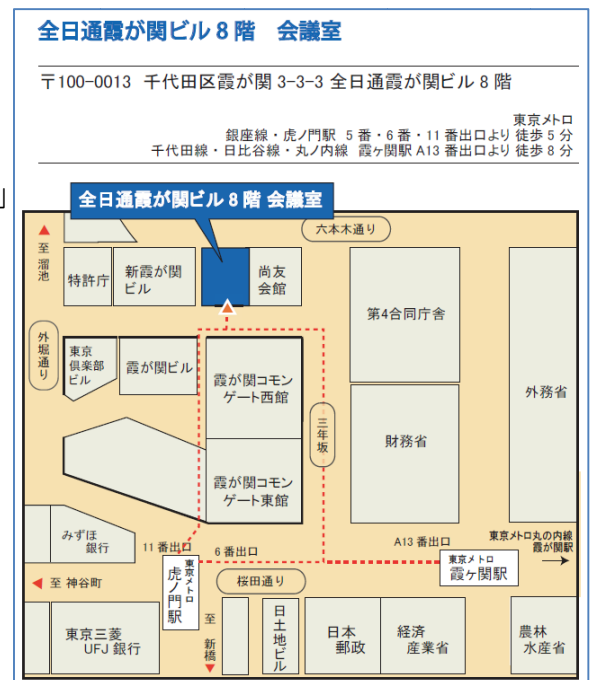 全日通霞が関ビル8階 会議室
〒100-0013 千代田区霞が関 3-3-3 全日通霞が関ビル 8 階
東京メトロ
銀座線・虎ノ門駅 5 番・6 番・11 番出口より 徒歩 5 分
千代田線・日比谷線・丸ノ内線 霞ヶ関駅 A13 番出口より 徒歩 8 分
」
全日通霞が関ビル8階 会議室
六本木通り
至 溜池
特許庁
新霞が関
ビル
尚友
会館
第4合同庁舎
外堀通り
東京
倶楽部
ビル
霞が関ビル
霞が関コモン
ゲート西館
三年坂
外務省
財務省
霞が関コモン
ゲート東館
みずほ
銀行
11 番出口
6 番出口
A13 番出口
東京メトロ丸の内線
霞が関駅
東京メトロ
虎ノ門駅
東京メトロ
霞ヶ関駅
至 神谷町
桜田通り
至 新橋
東京三菱
UFJ 銀行
日土地ビル
日本
郵政
経済
産業省
農林
水産省